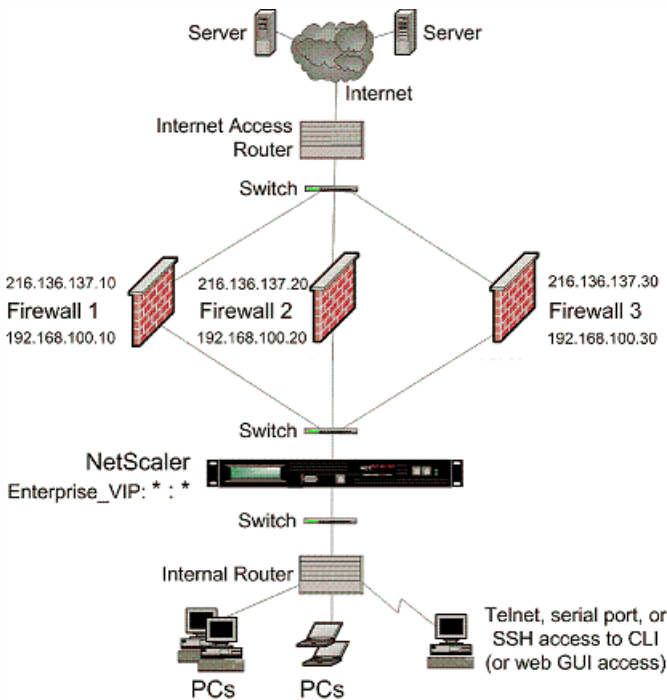 Server
Server
Internet
Internet Access
Router
Switch
216.136.137.10
Firewall 1
192.168.100.10
216.136.137.20
Firewall 2
192.168.100.20
216.136.137.30
Firewall 3
192.168.100.30
Switch
NetScaler
Enterprise_VIP: * : *
Switch
Internal Router
Telnet, serial port, or
SSH access to CLI
(or web GUI access)
PCs
PCs